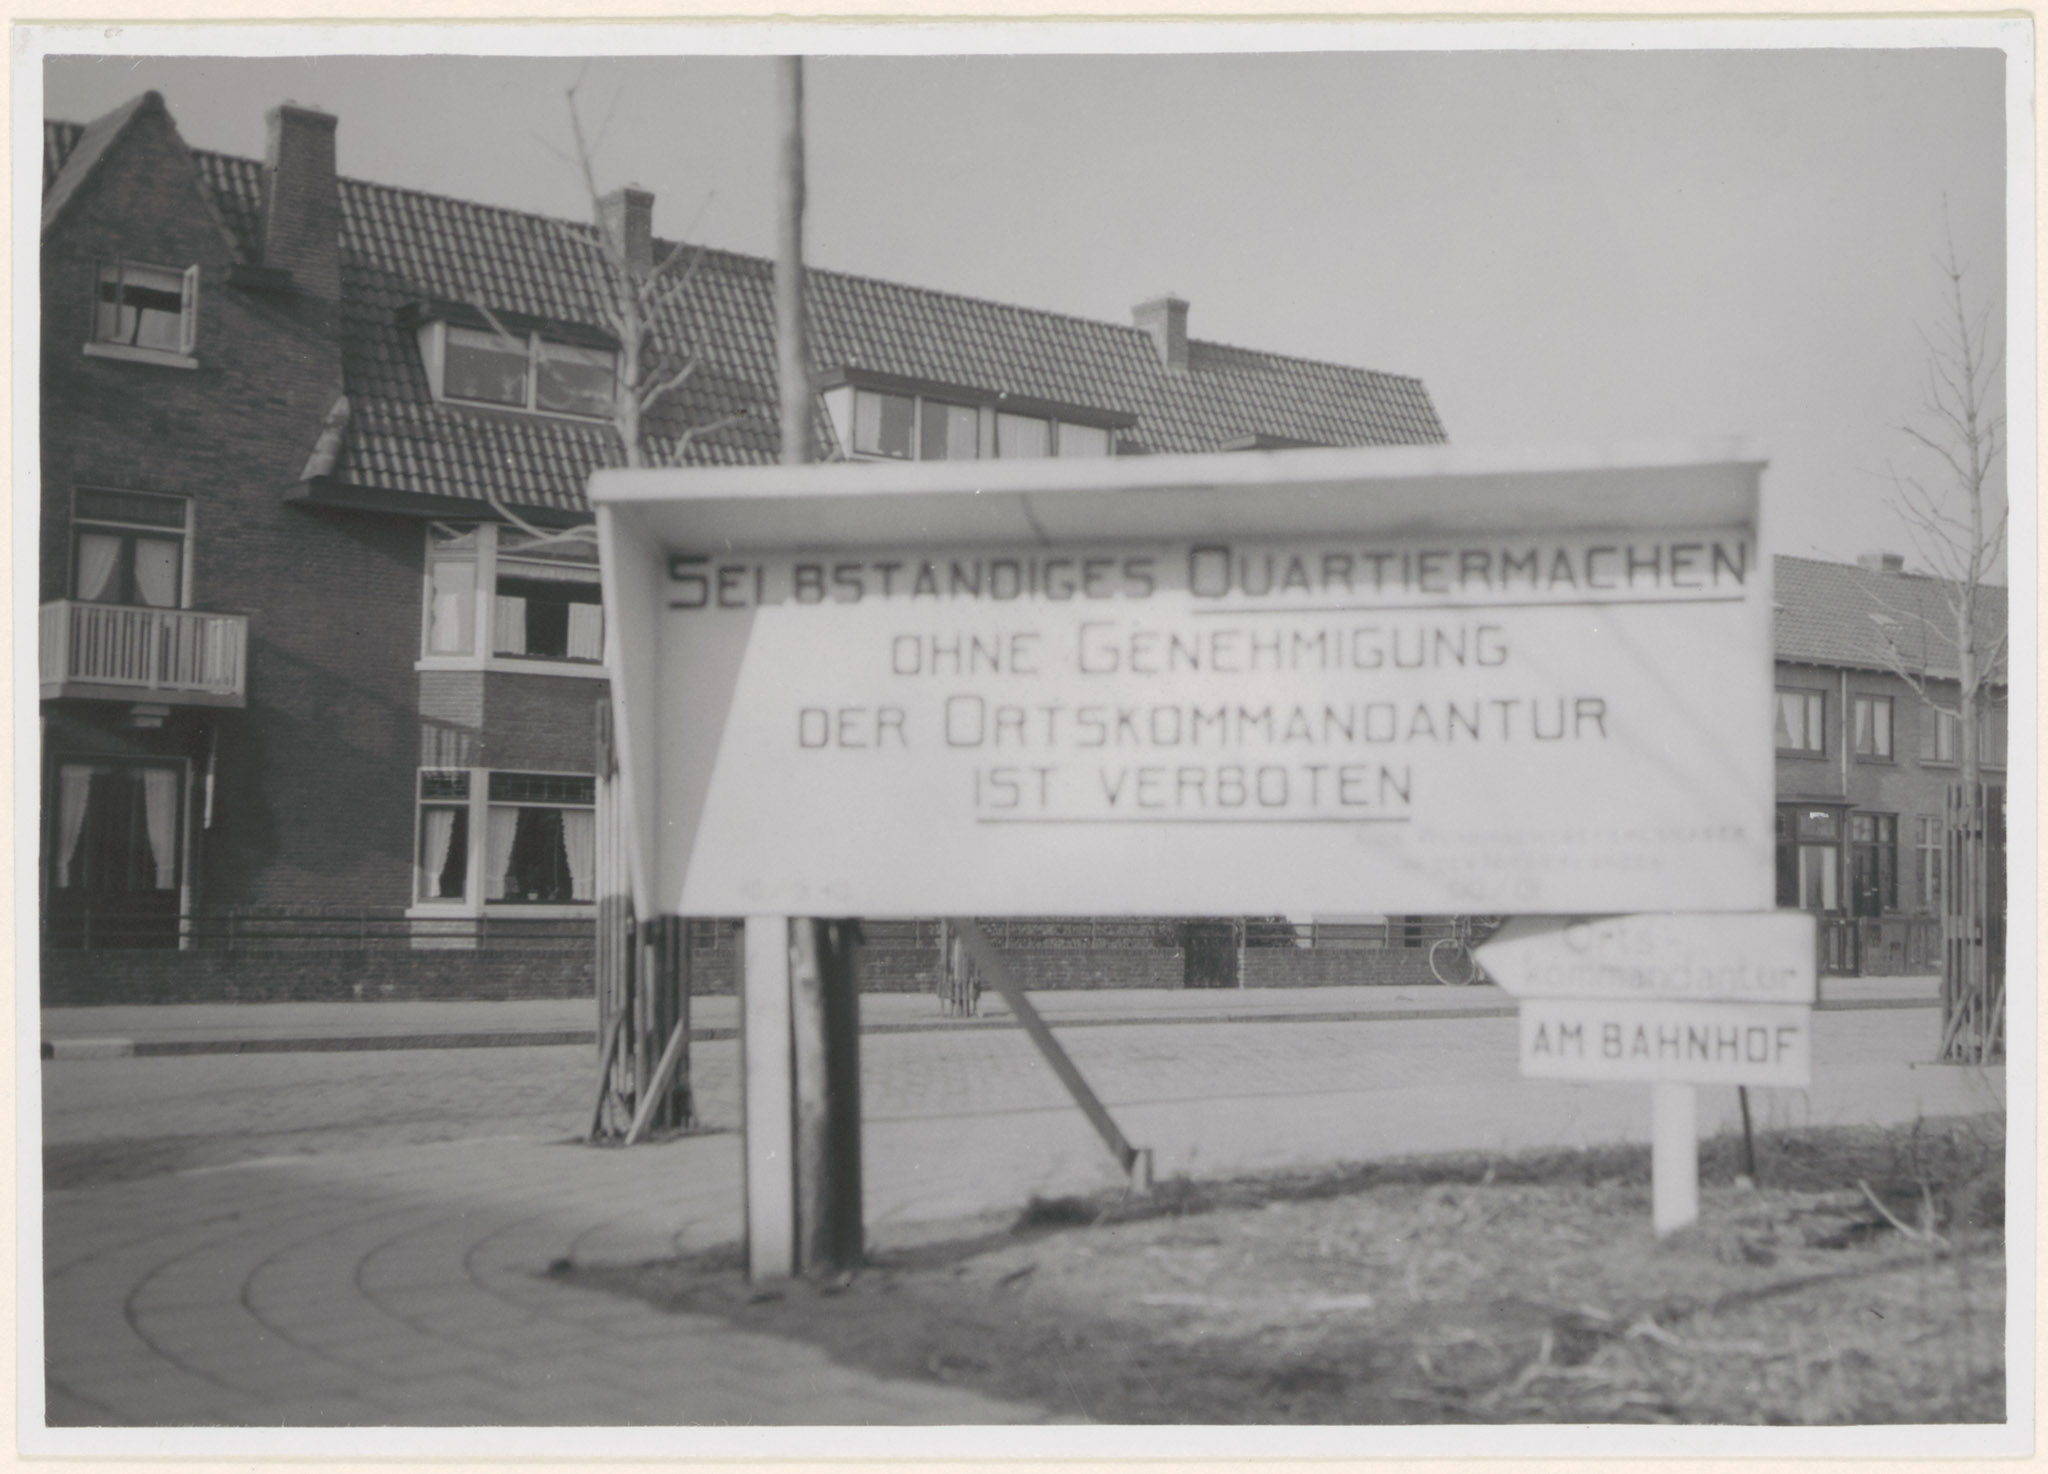 SELBSTÄNDIGES QUARTIERMACHEN
OHNE GENEHMIGUNG
DER ORTSKOMMANDANTUR
IST VERBOTEN
Orts-
kommandantur
AM BAHNHOF